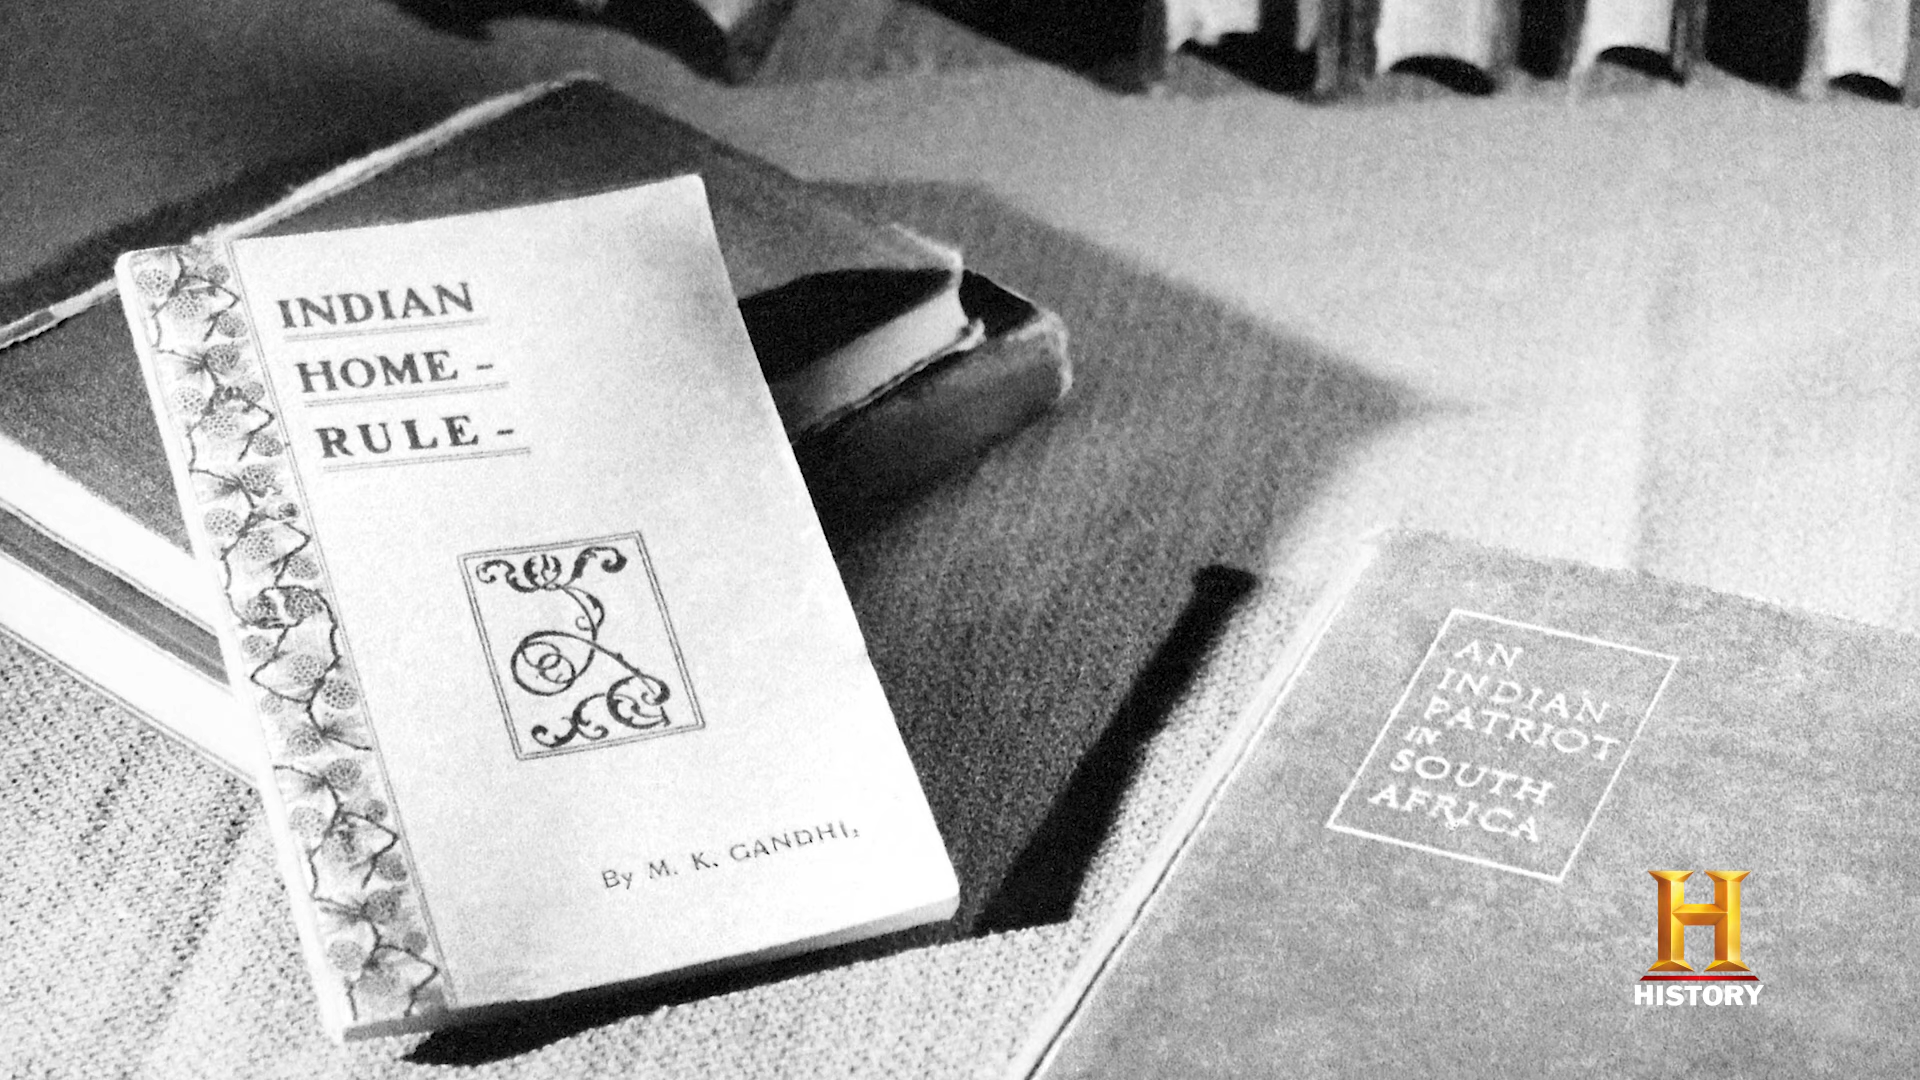 INDIAN
HOME -
RULE -
By M. K. GANDHI.
AN
INDIAN
PATRIOT
IN
SOUTH
AFRICA
H
HISTORY